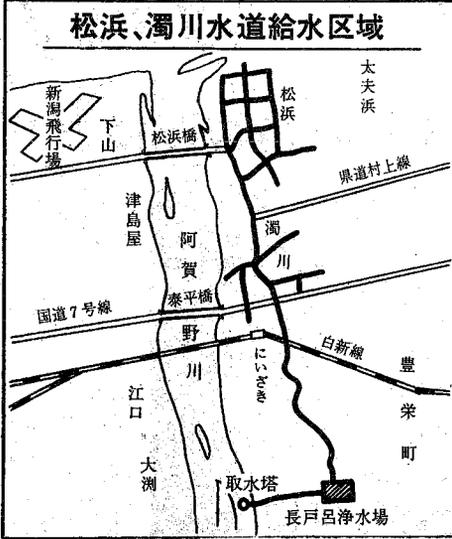 松浜、濁川水道給水区域
太夫浜
新潟飛行場
下山
松浜橋
松浜
県道村上線
津島屋
阿賀野川
濁川
泰平橋
国道7号線
白新線
にいざき
豊栄町
江口
大渕
取水塔
長戸呂浄水場